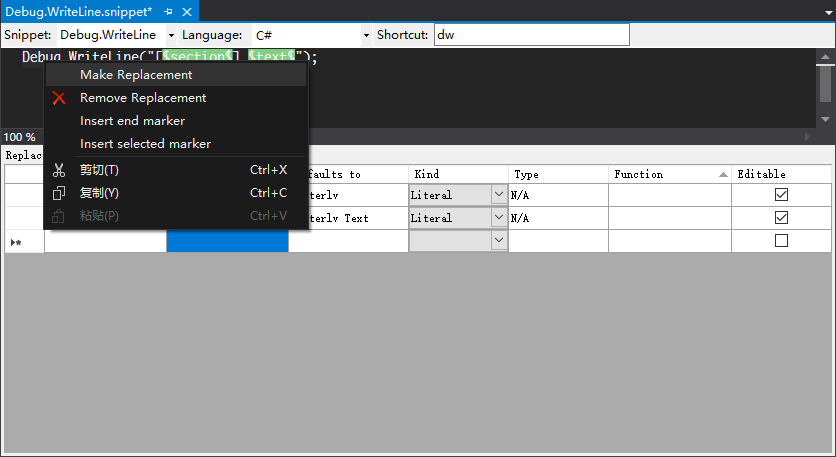 Debug.WriteLine.snippet*
Snippet: Debug.WriteLine Language: C# Shortcut: dw
Debug.WriteLine("[$section$] $text$");
Make Replacement
Remove Replacement
Insert end marker
Insert selected marker
100 %
剪切(T) Ctrl+X
复制(Y) Ctrl+C
粘贴(P) Ctrl+V
Replac
faults to Kind Type Function Editable
terlv Literal N/A
terlv Text Literal N/A